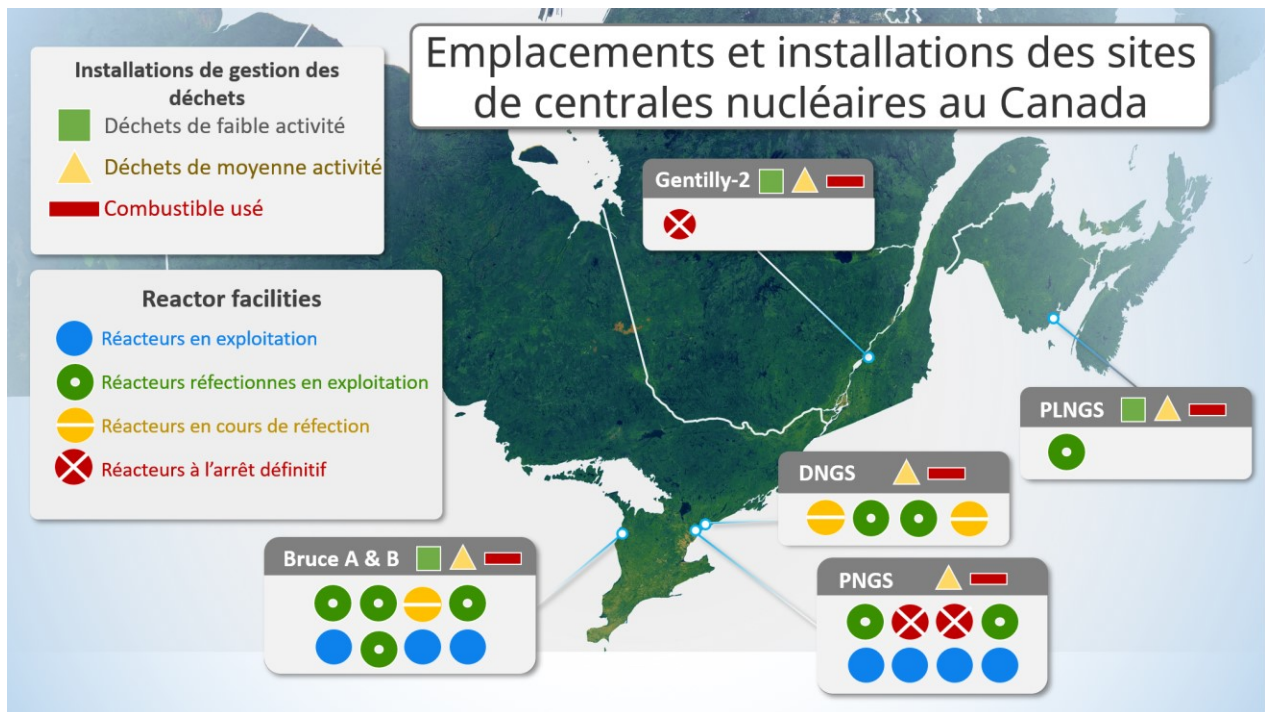 Emplacements et installations des sites
de centrales nucléaires au Canada
Installations de gestion des
déchets
Déchets de faible activité
Déchets de moyenne activité
Combustible usé
Reactor facilities
Réacteurs en exploitation
Réacteurs réfectionnes en exploitation
Réacteurs en cours de réfection
Réacteurs à l'arrêt définitif
Gentilly-2
PLNGS
DNGS
Bruce A & B
PNGS